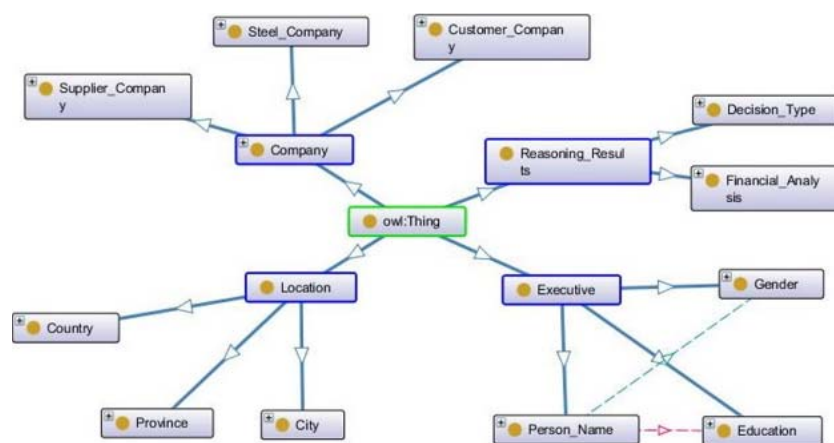 Steel_Company
Customer_Compan
y
Supplier_Compan
y
Decision_Type
Company
Reasoning_Resul
ts
Financial_Analy
sis
owl:Thing
Location
Executive
Gender
Country
Province
City
Person_Name
Education